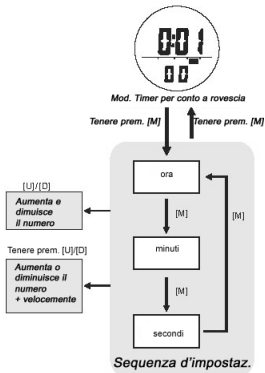 0:01
00
Mod. Timer per conto a rovescia
Tenere prem. [M]
Tenere prem. [M]
ora
[U]/[D]
Aumenta e
dimuisce
il numero
[M]
[M]
minuti
Tenere prem. [U]/[D]
Aumenta o
diminuisce il
numero
+ velocemente
[M]
secondi
Sequenza d'impostaz.